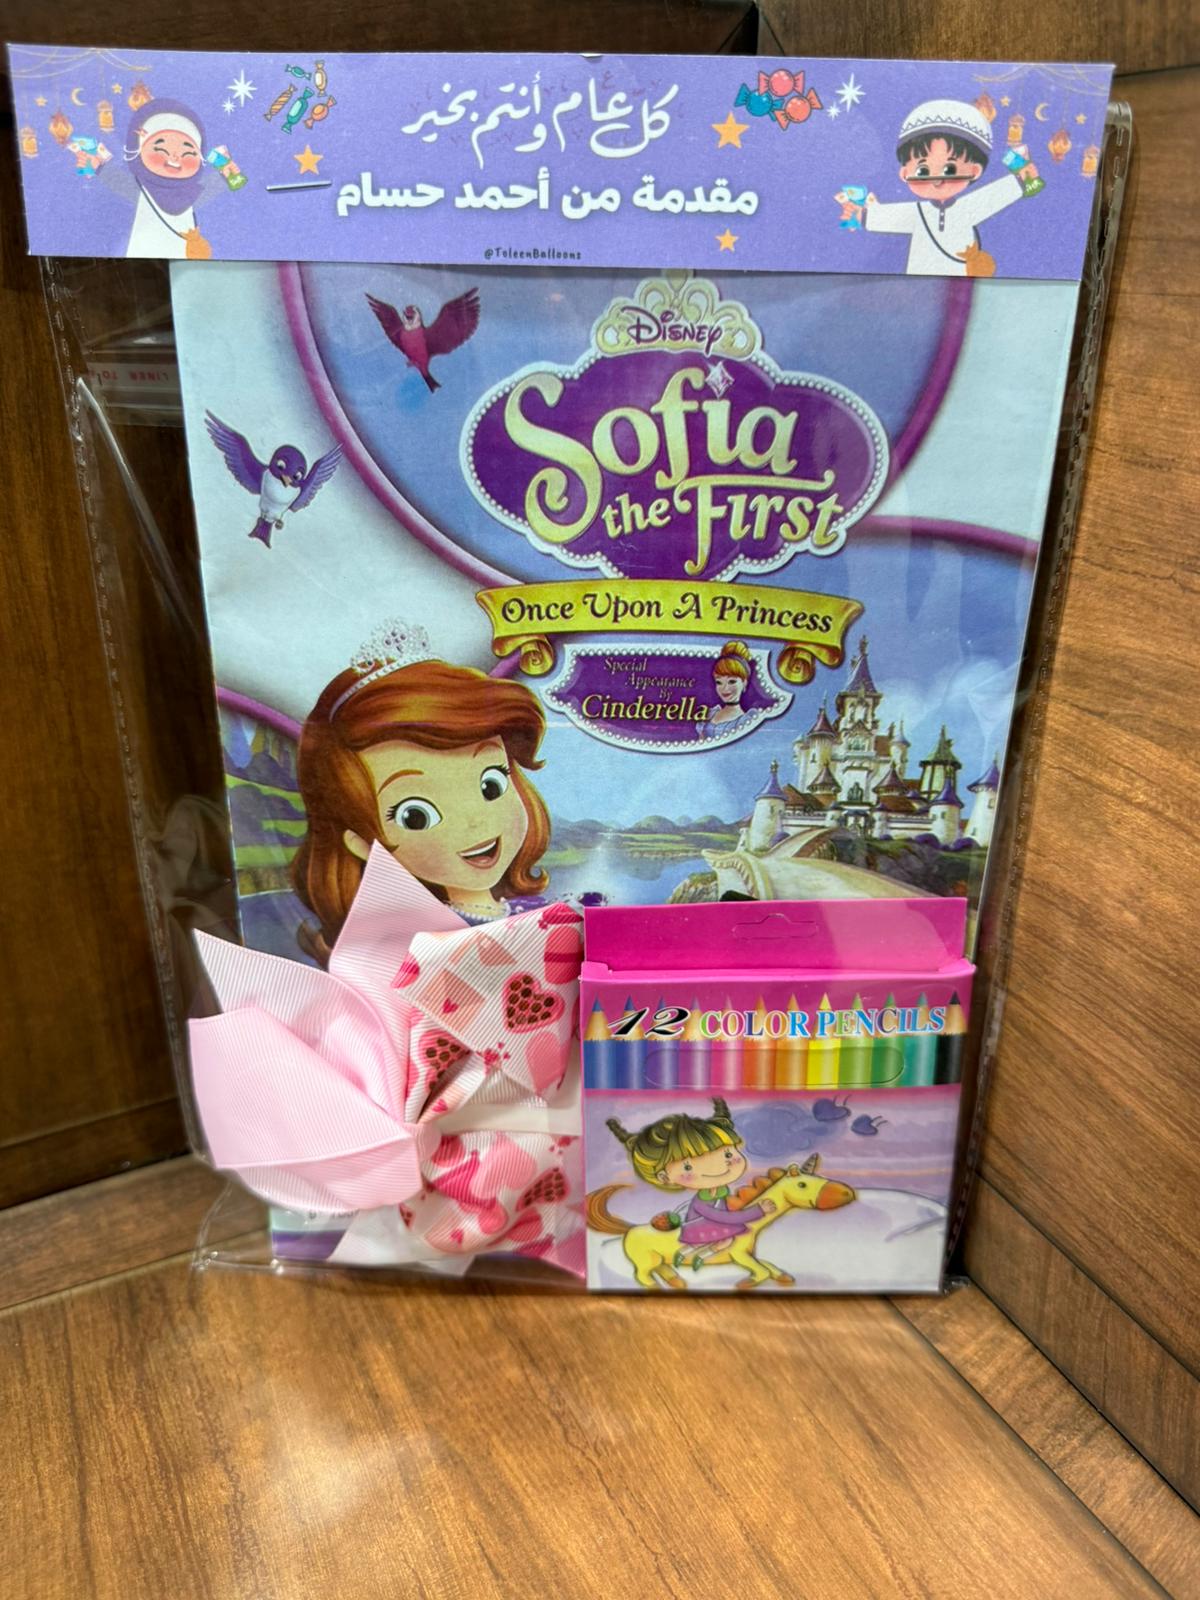 كل عام وأنتم بخير
مقدمة من أحمد حسام
@ToleenBalloons
Disney
Sofia
the First
Once Upon A Princess
Special
Appearance
By
Cinderella
12 COLOR PENCILS